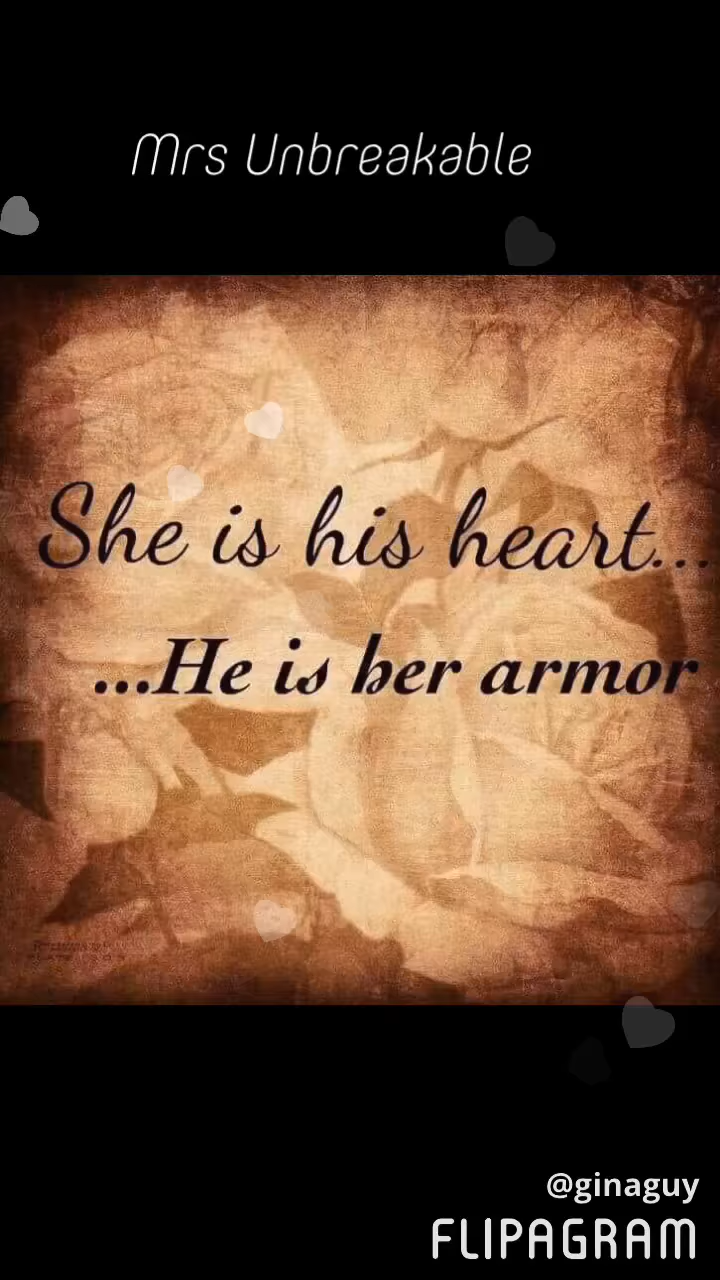 Mrs Unbreakable
She is his heart...
...He is her armor
@ginaguy
FLIPAGRAM